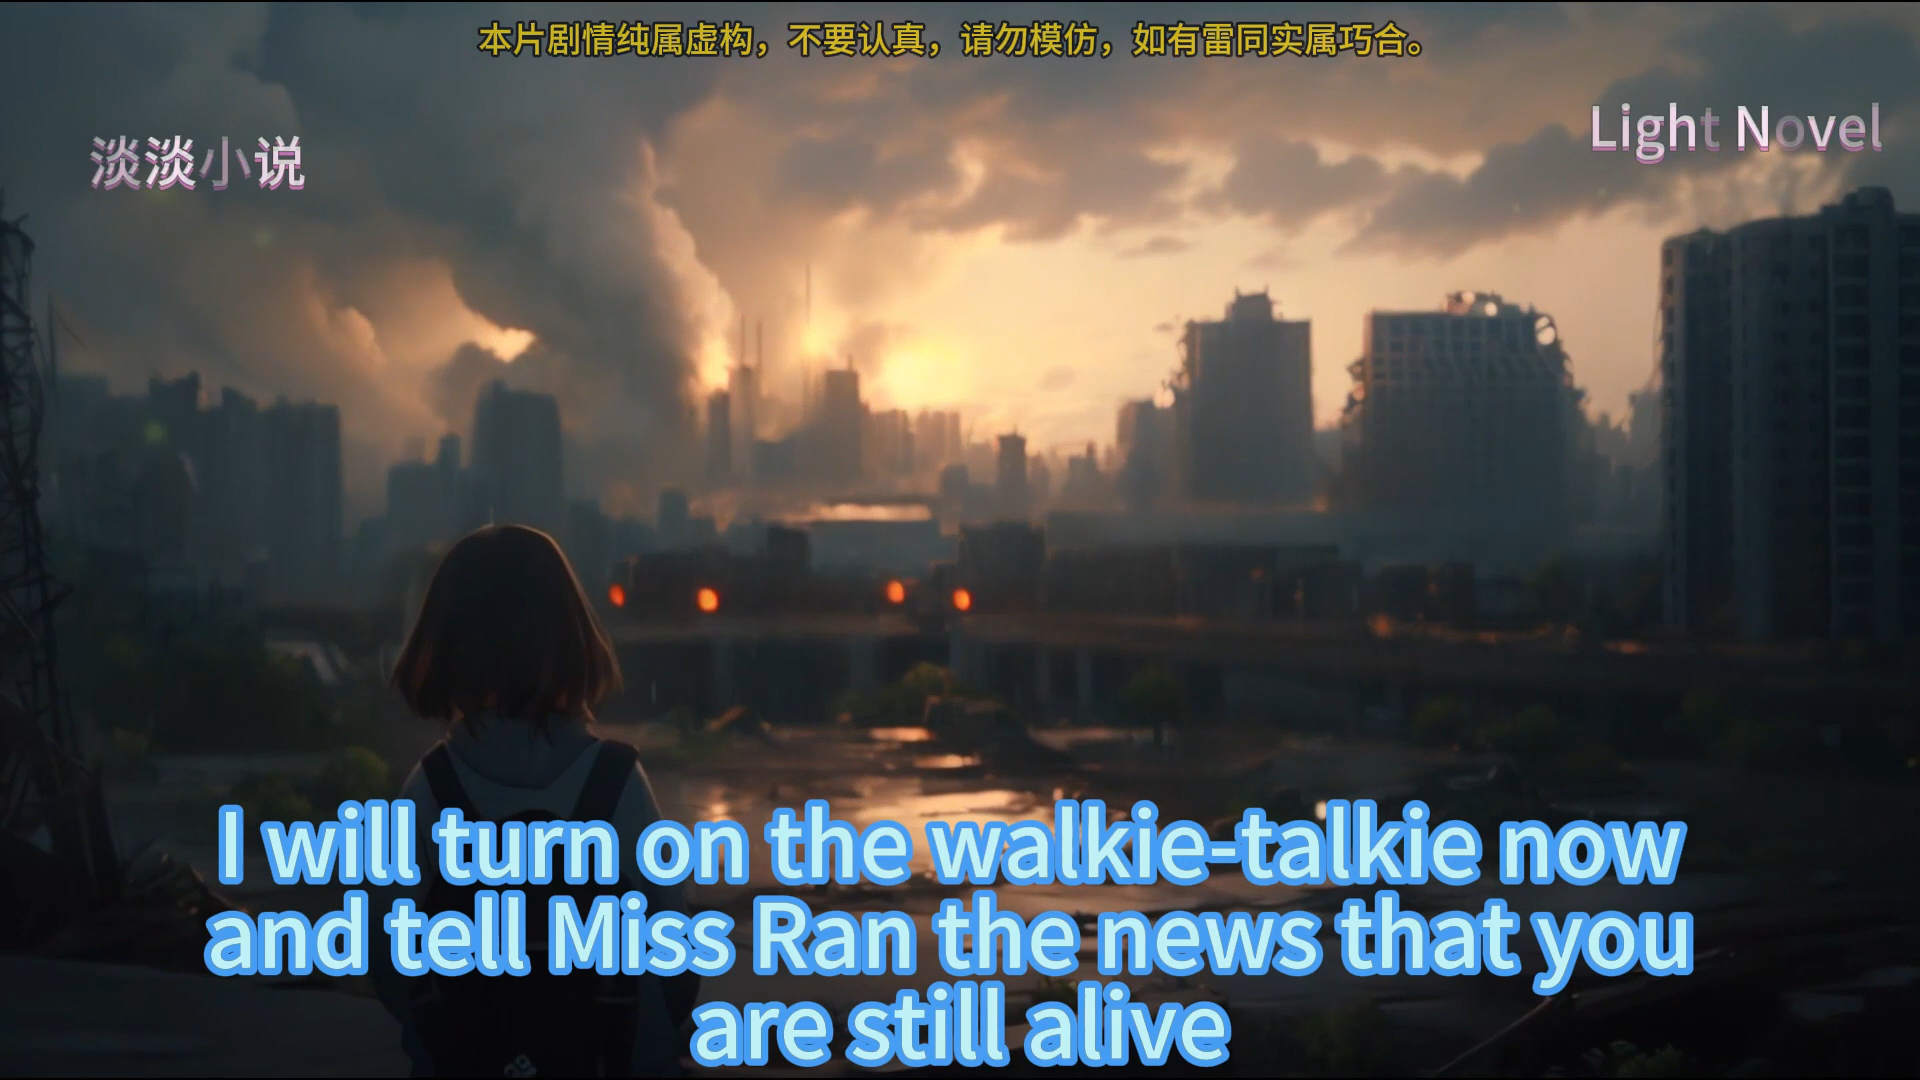 本片剧情纯属虚构，不要认真，请勿模仿，如有雷同实属巧合。
淡淡小说
Light Novel
I will turn on the walkie-talkie now
and tell Miss Ran the news that you
are still alive